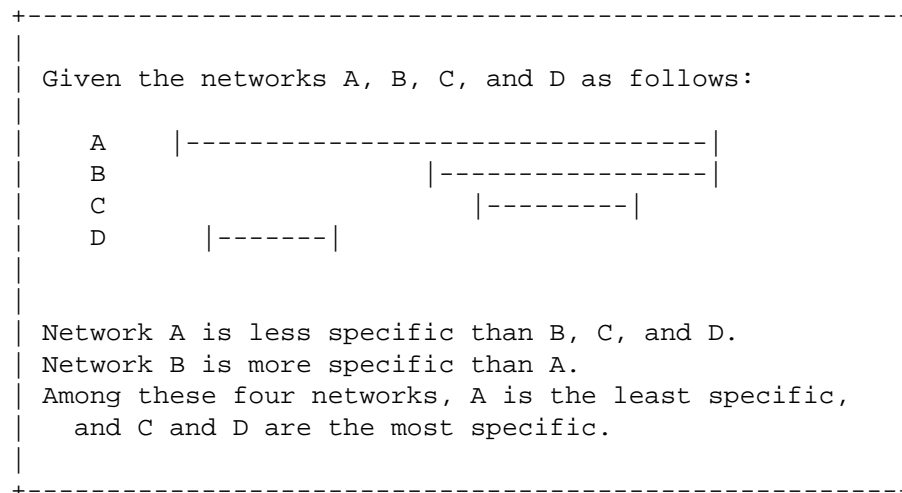 +--------------------------------------------------------
|
| Given the networks A, B, C, and D as follows:
|
|    A     |---------------------------------|
|    B                          |-----------------|
|    C                             |---------|
|    D       |-------|
|
|
| Network A is less specific than B, C, and D.
| Network B is more specific than A.
| Among these four networks, A is the least specific,
|   and C and D are the most specific.
|
+--------------------------------------------------------